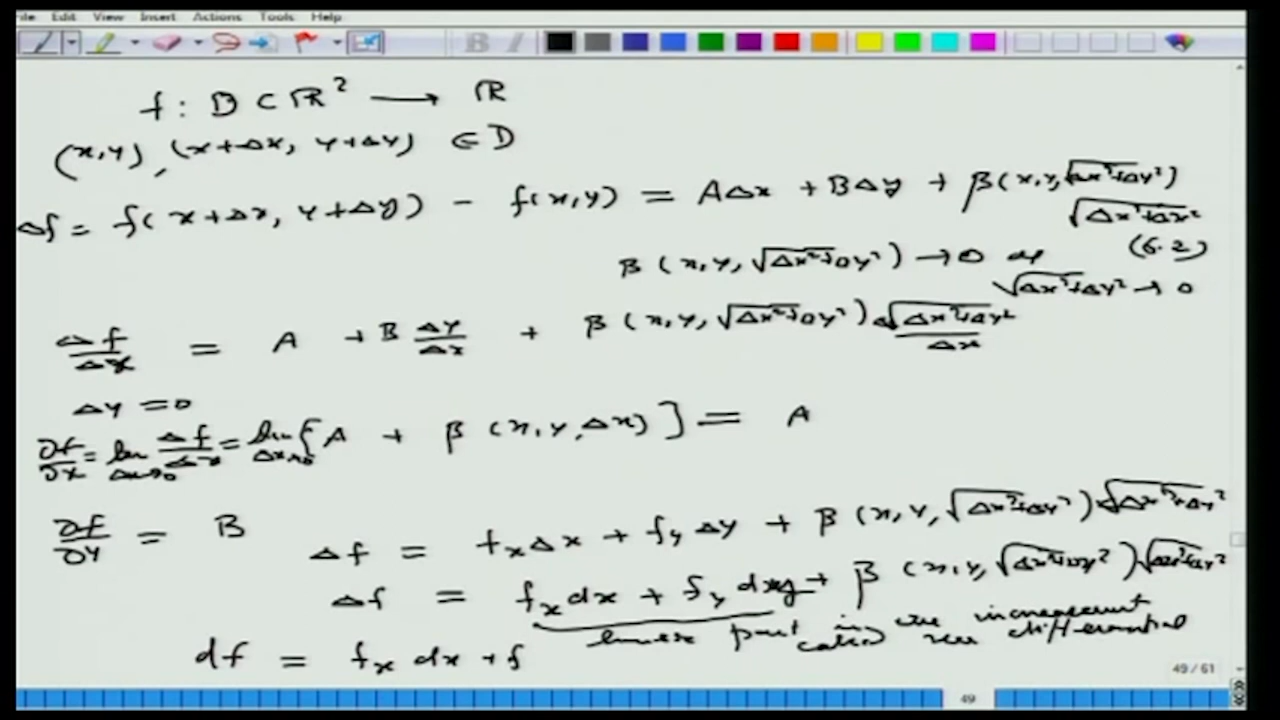 File Edit View Insert Actions Tools Help
f : D ⊂ ℝ² → ℝ
(x,y), (x+Δx, y+Δy) ∈ D
Δf = f(x+Δx, y+Δy) - f(x,y) = AΔx + BΔy + β(x,y,√Δx²+Δy²) √Δx²+Δx²
(6.2)
β(x,y,√Δx²+Δy²) → 0 as √Δx²+Δy² → 0
Δf/Δx = A + B Δy/Δx + β(x,y,√Δx²+Δy²) √Δx²+Δy²/Δx
Δy = 0
∂f/∂x = lim Δx→0 Δf/Δx = lim Δx→0 [A + β(x,y,Δx)] = A
∂f/∂y = B
Δf = fx Δx + fy Δy + β(x,y,√Δx²+Δy²) √Δx²+Δy²
Δf = fx dx + fy dy + β(x,y,√Δx²+Δy²) √Δx²+Δy²
linear part in the increment
called the differential
df = fx dx + f
49 / 61
49